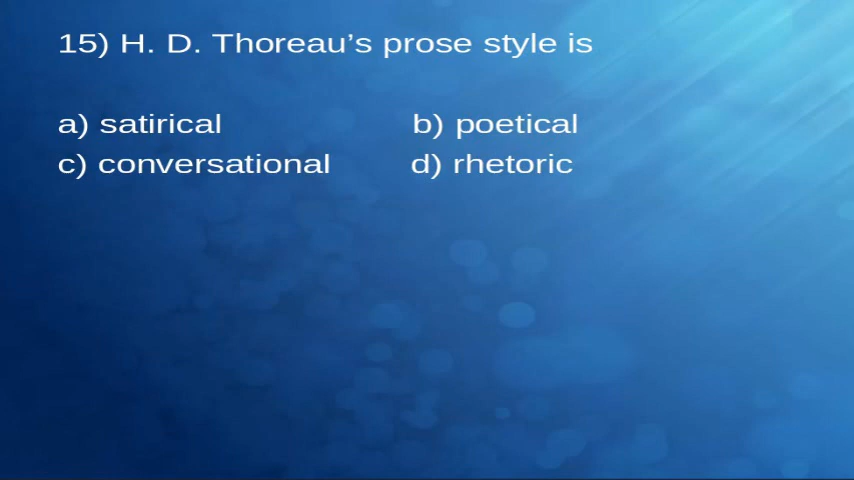 15) H. D. Thoreau’s prose style is
a) satirical b) poetical
c) conversational d) rhetoric